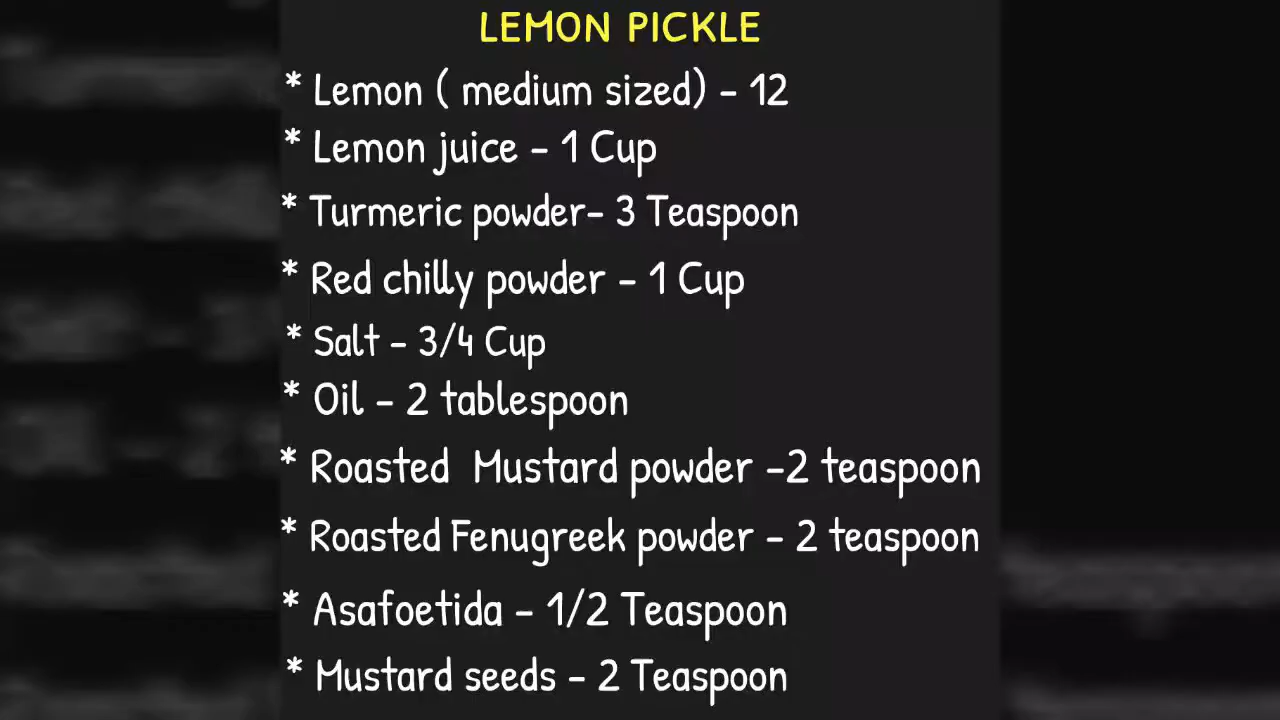 LEMON PICKLE
* Lemon ( medium sized) - 12
* Lemon juice - 1 Cup
* Turmeric powder- 3 Teaspoon
* Red chilly powder - 1 Cup
* Salt - 3/4 Cup
* Oil - 2 tablespoon
* Roasted Mustard powder -2 teaspoon
* Roasted Fenugreek powder - 2 teaspoon
* Asafoetida - 1/2 Teaspoon
* Mustard seeds - 2 Teaspoon